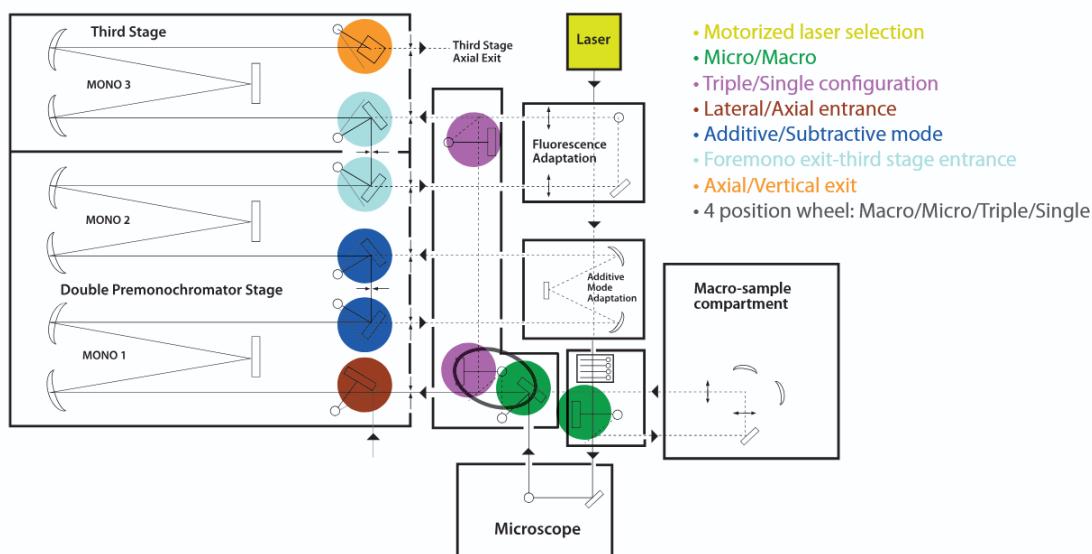 Third Stage
MONO 3
Third Stage
Axial Exit
Laser
• Motorized laser selection
• Micro/Macro
• Triple/Single configuration
• Lateral/Axial entrance
• Additive/Subtractive mode
• Foremono exit-third stage entrance
• Axial/Vertical exit
• 4 position wheel: Macro/Micro/Triple/Single
Fluorescence
Adaptation
MONO 2
Double Premonochromator Stage
MONO 1
Additive
Mode
Adaptation
Macro-sample
compartment
Microscope